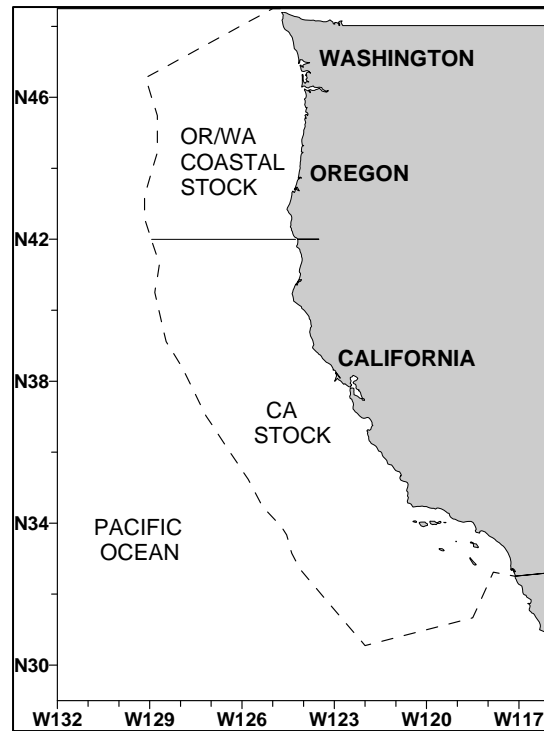 WASHINGTON
N46
OR/WA
COASTAL
STOCK
OREGON
N42
CALIFORNIA
N38
CA
STOCK
N34
PACIFIC
OCEAN
N30
W132 W129 W126 W123 W120 W117